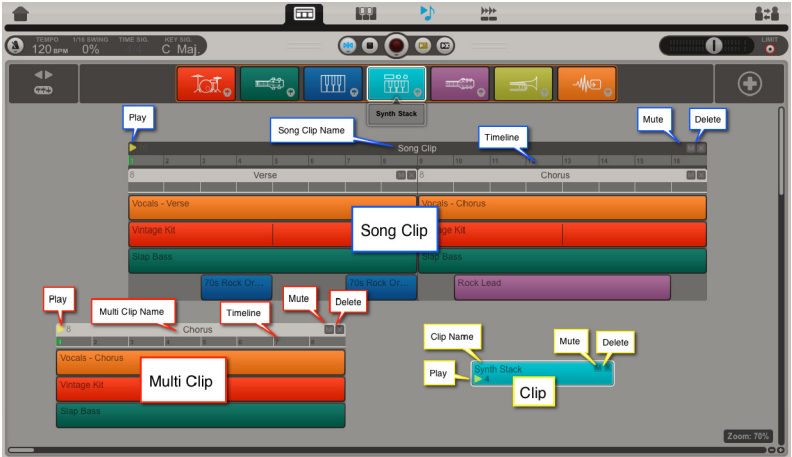 TEMPO 1/16 SWING TIME SIG. KEY SIG.
120 BPM 0% C Maj.
LIMIT
Synth Stack
Play
Song Clip Name
Timeline
Mute
Delete
Song Clip
1 2 3 4 5 6 7 8 9 10 11 12 13 14 15 16
8 Verse M 8 Chorus M
Vocals - Verse Vocals - Chorus
Vintage Kit Vintage Kit
Song Clip
Slap Bass Slap Bass
70s Rock Or... 70s Rock Or... Rock Lead
Play
Multi Clip Name
Timeline
Mute
Delete
8 Chorus
1 2 3 4 5 6 7 8
Vocals - Chorus
Vintage Kit
Multi Clip
Slap Bass
Clip Name
Mute
Delete
Play
Synth Stack
4
Clip
Zoom: 70%